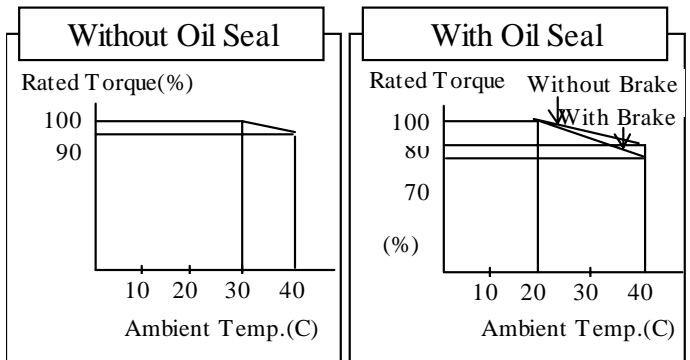 Without Oil Seal
Rated Torque(%)
100
90
10 20 30 40
Ambient Temp.(C)
With Oil Seal
Rated Torque
Without Brake
With Brake
100
80
70
(%)
10 20 30 40
Ambient Temp.(C)